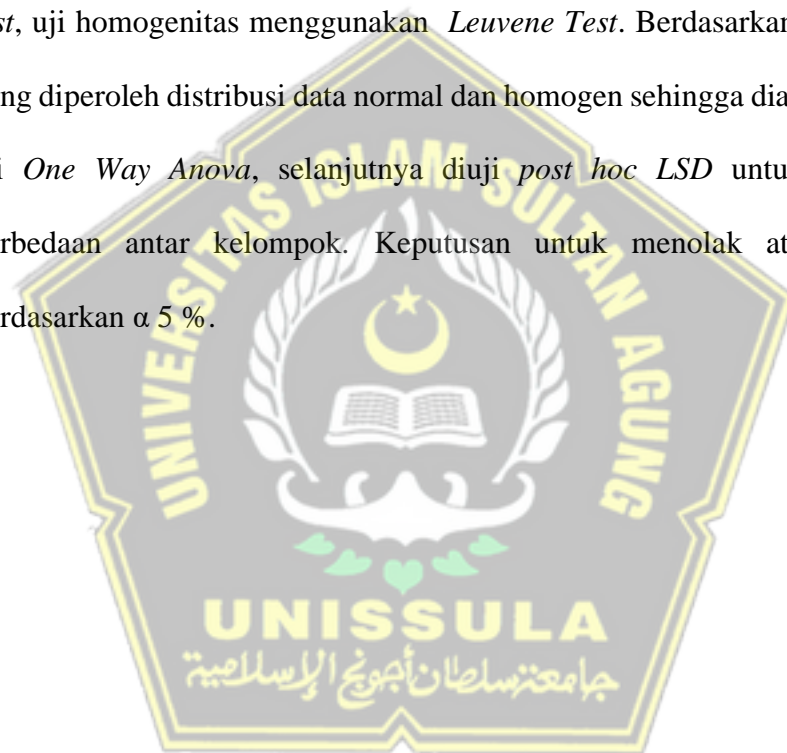 st, uji homogenitas menggunakan Leuvene Test. Berdasarkan
ng diperoleh distribusi data normal dan homogen sehingga dia
i One Way Anova, selanjutnya diuji post hoc LSD untu
rbedaan antar kelompok. Keputusan untuk menolak at
rdasarkan α 5 %.
UNIVERSITAS ISLAM SULTAN AGUNG
UNISSULA
جامعتنسلطان أجونج الإسلامية